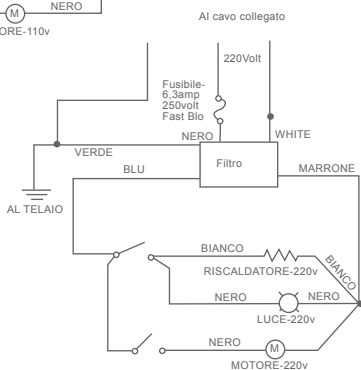 NERO
M
ORE-110v
Al cavo collegato
220Volt
Fusibile-
6,3amp
250volt
Fast Blo
NERO
WHITE
VERDE
Filtro
BLU
MARRONE
AL TELAIO
BIANCO
BIANCO
RISCALDATORE-220v
NERO
NERO
LUCE-220v
NERO
M
MOTORE-220v